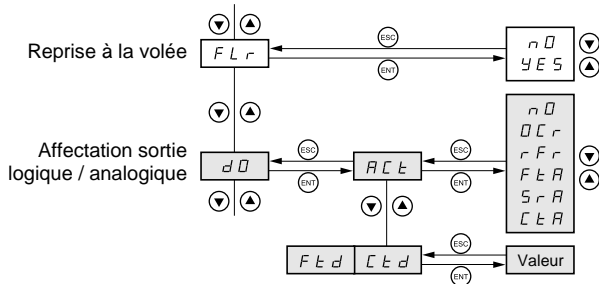 ESC
Reprise à la volée
FLr
nO
ENT
YES
nO
OCr
Affectation sortie
ESC
ESC
rFr
logique / analogique
dO
ACt
FtA
ENT
ENT
SrA
CtA
ESC
Ftd
Ctd
Valeur
ENT